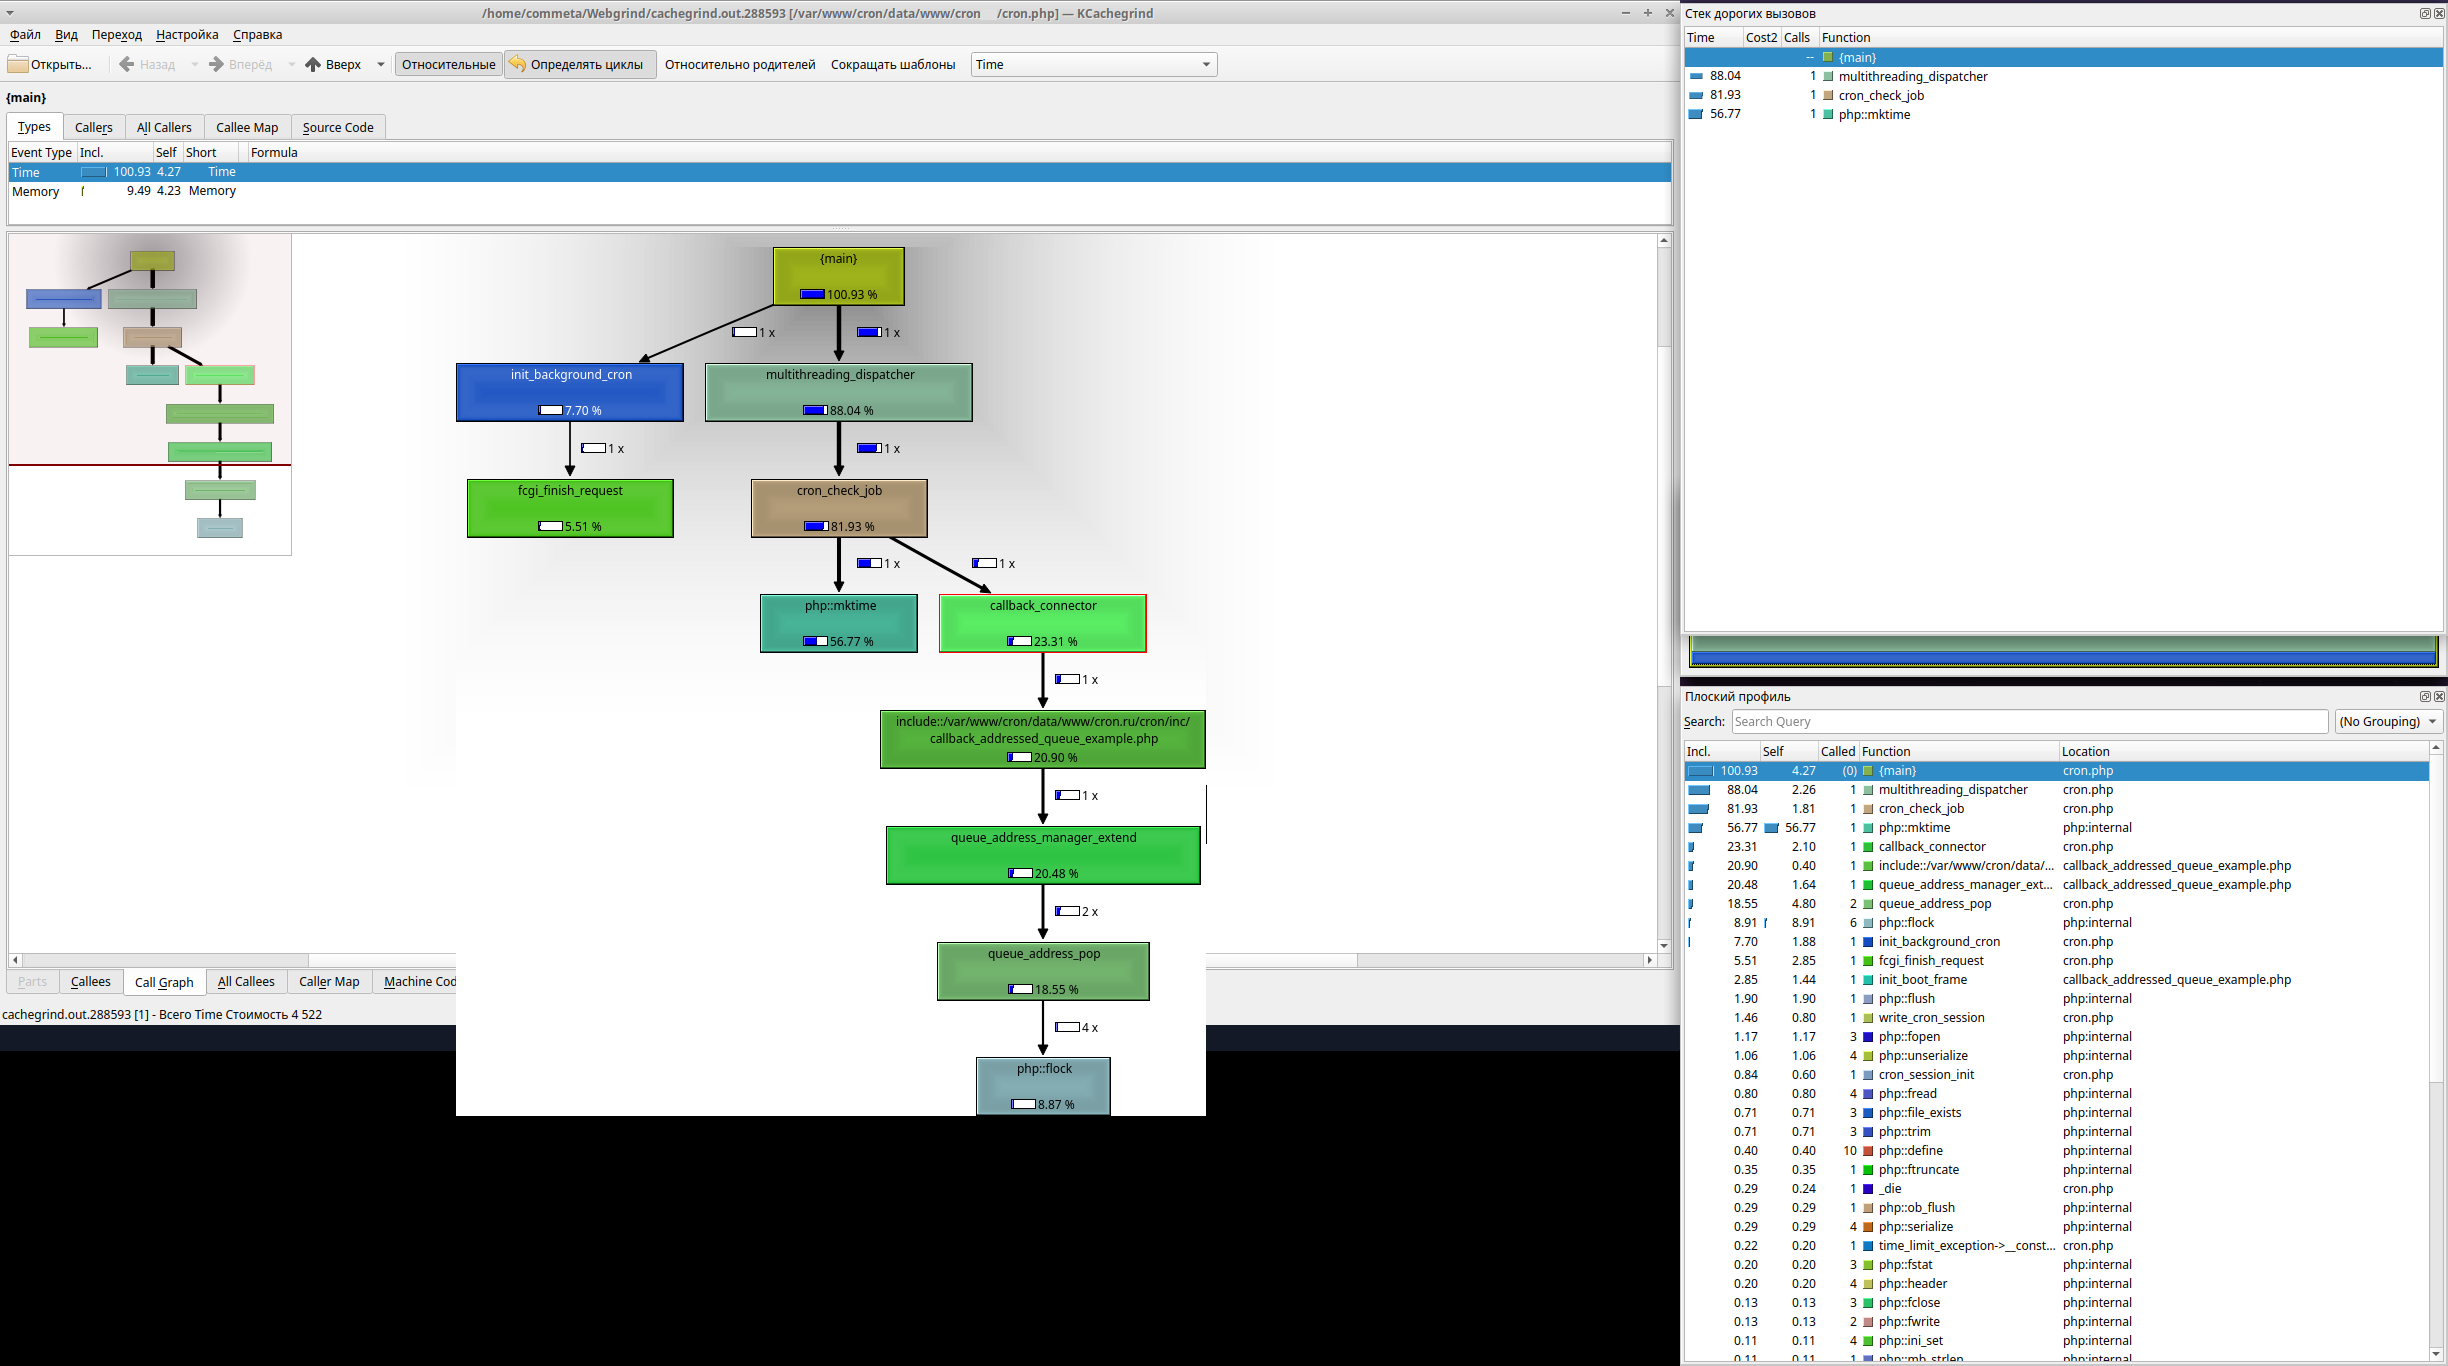 /home/commeta/Webgrind/cachegrind.out.288593 [/var/www/cron/data/www/cron /cron.php] — KCachegrind
Файл Вид Переход Настройка Справка
Открыть... Назад Вперёд Вверх Относительные Определять циклы Относительно родителей Сокращать шаблоны Time
{main}
Types Callers All Callers Callee Map Source Code
Event Type Incl. Self Short Formula
Time 100.93 4.27 Time
Memory 9.49 4.23 Memory
{main}
100.93 %
1 x 1 x
init_background_cron
7.70 %
multithreading_dispatcher
88.04 %
1 x 1 x
fcgi_finish_request
5.51 %
cron_check_job
81.93 %
1 x 1 x
php::mktime
56.77 %
callback_connector
23.31 %
1 x
include::/var/www/cron/data/www/cron.ru/cron/inc/
callback_addressed_queue_example.php
20.90 %
1 x
queue_address_manager_extend
20.48 %
2 x
queue_address_pop
18.55 %
4 x
php::flock
8.87 %
Parts Callees Call Graph All Callees Caller Map Machine Cod
cachegrind.out.288593 [1] - Всего Time Стоимость 4 522
Стек дорогих вызовов
Time Cost2 Calls Function
-- {main}
88.04 1 multithreading_dispatcher
81.93 1 cron_check_job
56.77 1 php::mktime
Плоский профиль
Search: Search Query (No Grouping)
Incl. Self Called Function Location
100.93 4.27 (0) {main} cron.php
88.04 2.26 1 multithreading_dispatcher cron.php
81.93 1.81 1 cron_check_job cron.php
56.77 56.77 1 php::mktime php:internal
23.31 2.10 1 callback_connector cron.php
20.90 0.40 1 include::/var/www/cron/data/... callback_addressed_queue_example.php
20.48 1.64 1 queue_address_manager_ext... callback_addressed_queue_example.php
18.55 4.80 2 queue_address_pop cron.php
8.91 8.91 6 php::flock php:internal
7.70 1.88 1 init_background_cron cron.php
5.51 2.85 1 fcgi_finish_request cron.php
2.85 1.44 1 init_boot_frame callback_addressed_queue_example.php
1.90 1.90 1 php::flush php:internal
1.46 0.80 1 write_cron_session cron.php
1.17 1.17 3 php::fopen php:internal
1.06 1.06 4 php::unserialize php:internal
0.84 0.60 1 cron_session_init cron.php
0.80 0.80 4 php::fread php:internal
0.71 0.71 3 php::file_exists php:internal
0.71 0.71 3 php::trim php:internal
0.40 0.40 10 php::define php:internal
0.35 0.35 1 php::ftruncate php:internal
0.29 0.24 1 _die cron.php
0.29 0.29 1 php::ob_flush php:internal
0.29 0.29 4 php::serialize php:internal
0.22 0.20 1 time_limit_exception->__const... cron.php
0.20 0.20 3 php::fstat php:internal
0.20 0.20 4 php::header php:internal
0.13 0.13 3 php::fclose php:internal
0.13 0.13 2 php::fwrite php:internal
0.11 0.11 4 php::ini_set php:internal
0.11 0.11 1 php::mb_strlen php:internal